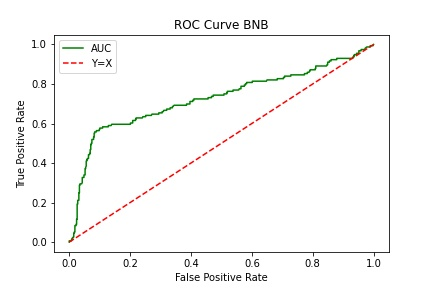 ROC Curve BNB
AUC
Y=X
True Positive Rate
1.0
0.8
0.6
0.4
0.2
0.0
0.0 0.2 0.4 0.6 0.8 1.0
False Positive Rate